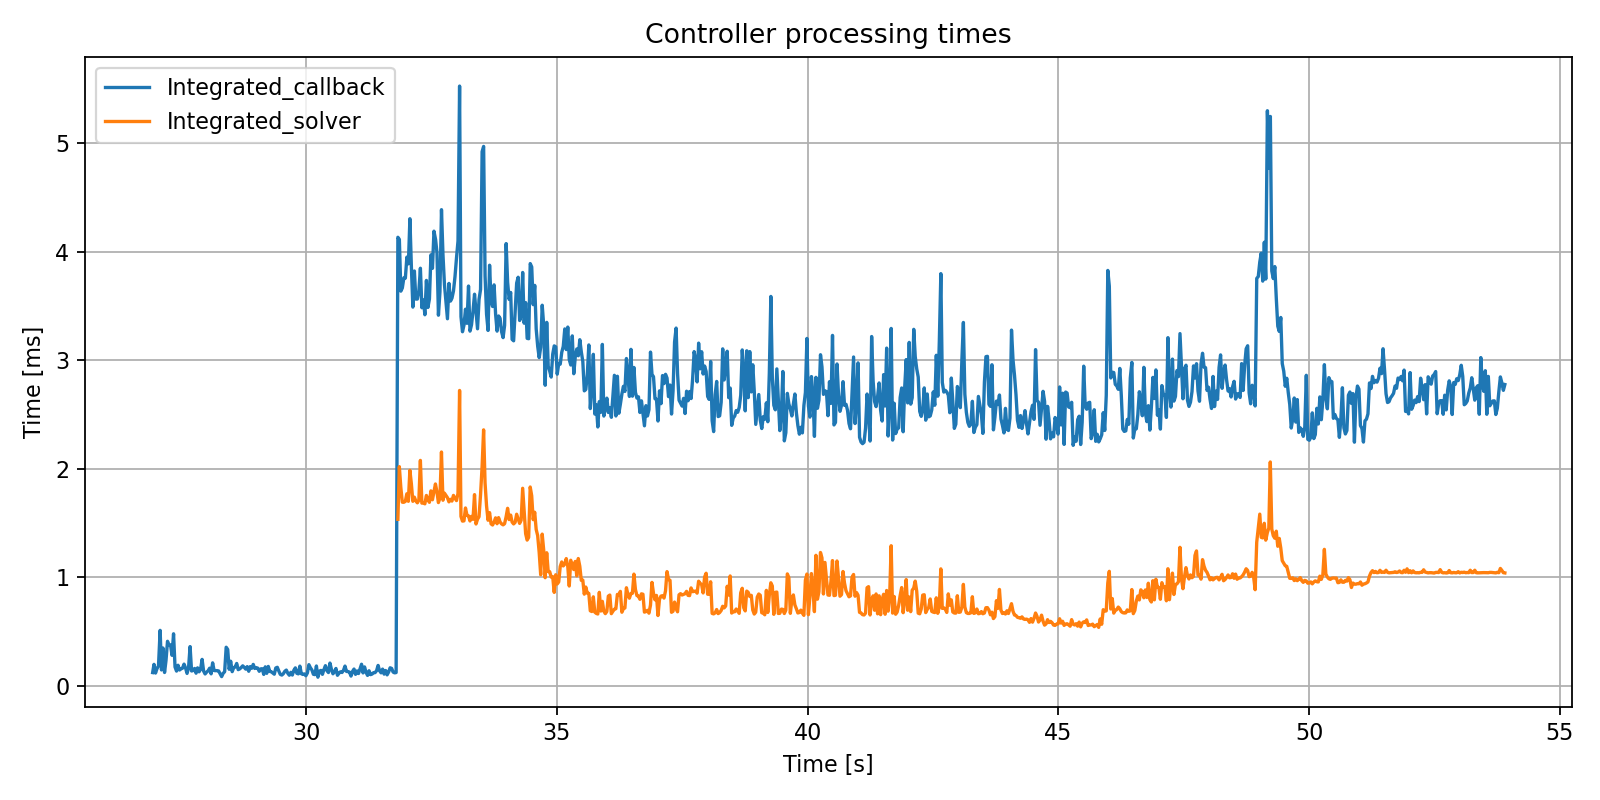 Controller processing times
Integrated_callback
Integrated_solver
Time [ms]
5
4
3
2
1
0
30 35 40 45 50 55
Time [s]